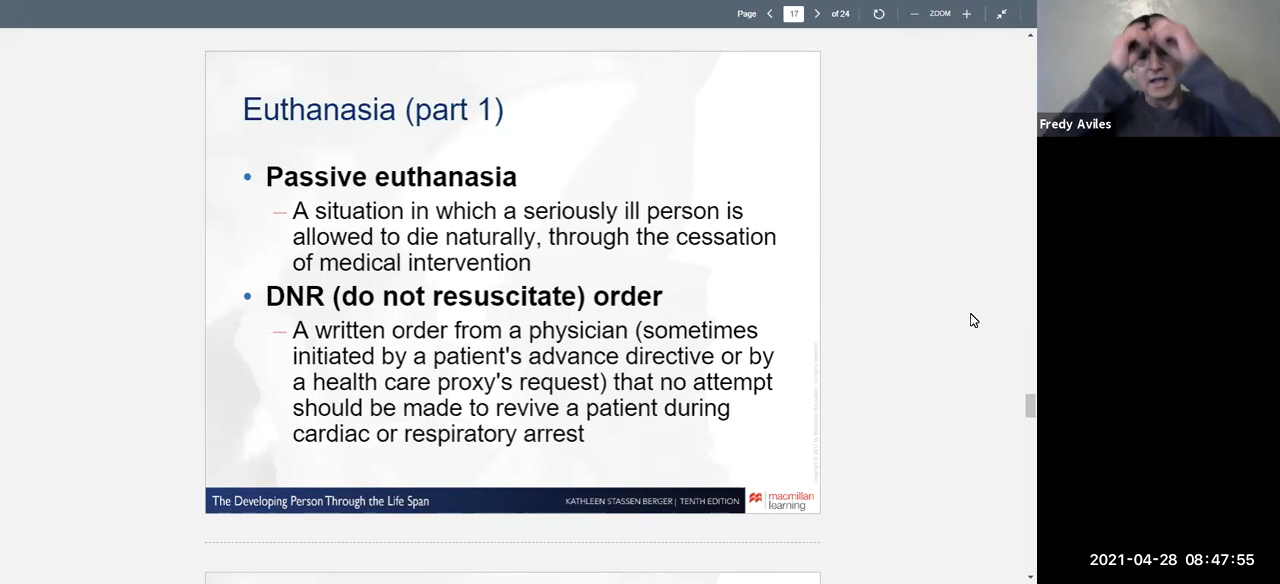 Page 17 of 24 ZOOM
Euthanasia (part 1)
• Passive euthanasia
– A situation in which a seriously ill person is
allowed to die naturally, through the cessation
of medical intervention
• DNR (do not resuscitate) order
– A written order from a physician (sometimes
initiated by a patient's advance directive or by
a health care proxy's request) that no attempt
should be made to revive a patient during
cardiac or respiratory arrest
The Developing Person Through the Life Span
KATHLEEN STASSEN BERGER | TENTH EDITION
macmillan
learning
Fredy Aviles
2021-04-28 08:47:55